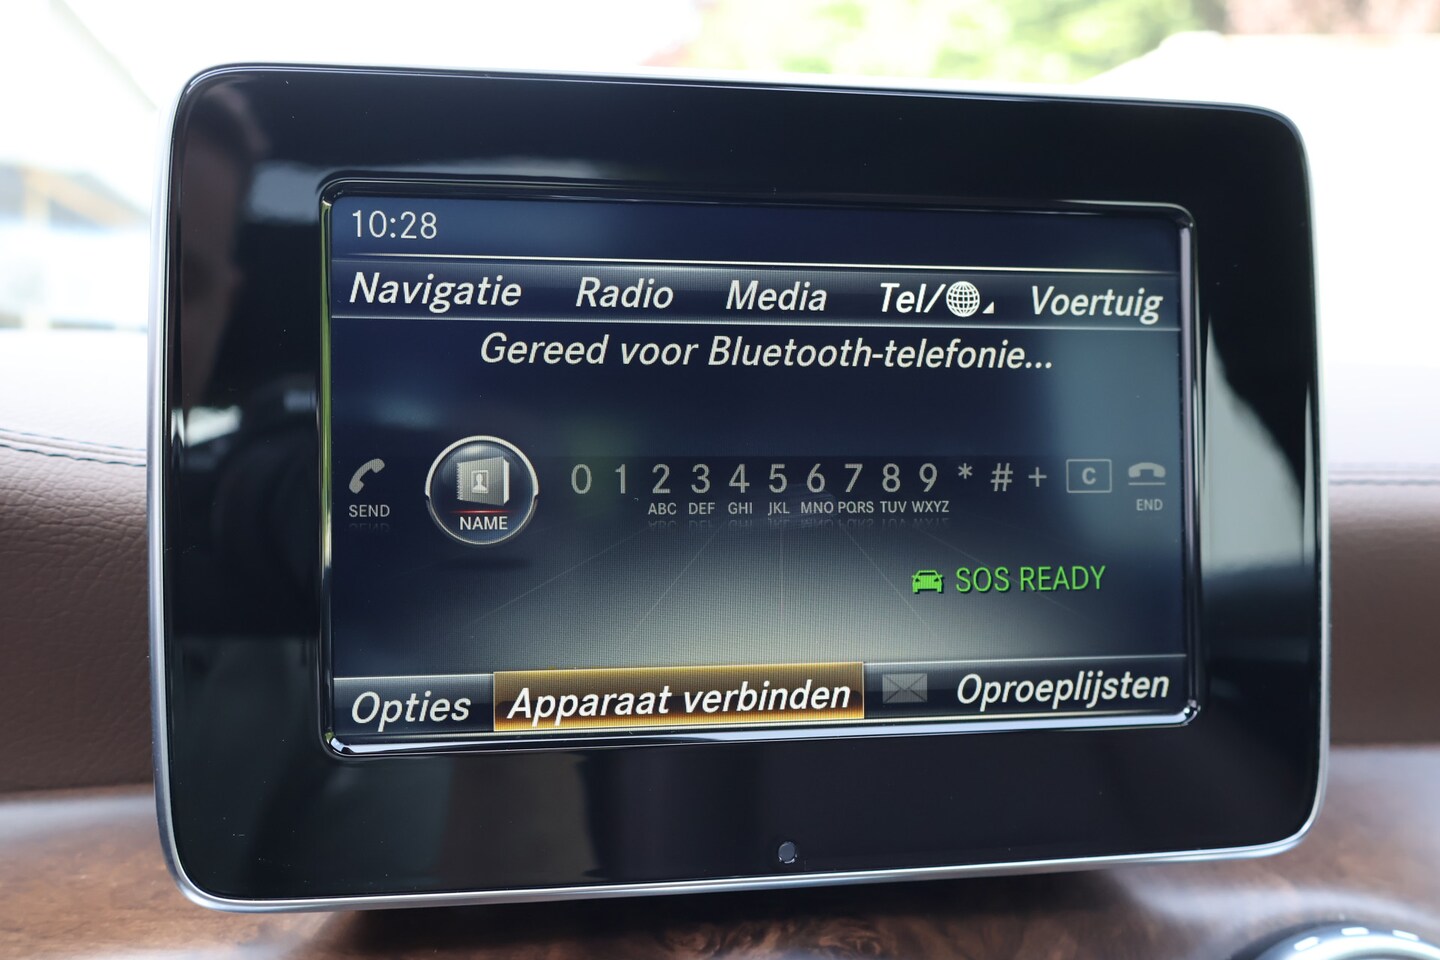 10:28
Navigatie Radio Media Tel/ Voertuig
Gereed voor Bluetooth-telefonie...
SEND NAME 0 1 2 3 4 5 6 7 8 9 * # + C END
ABC DEF GHI JKL MNO PQRS TUV WXYZ
SOS READY
Opties Apparaat verbinden Oproeplijsten